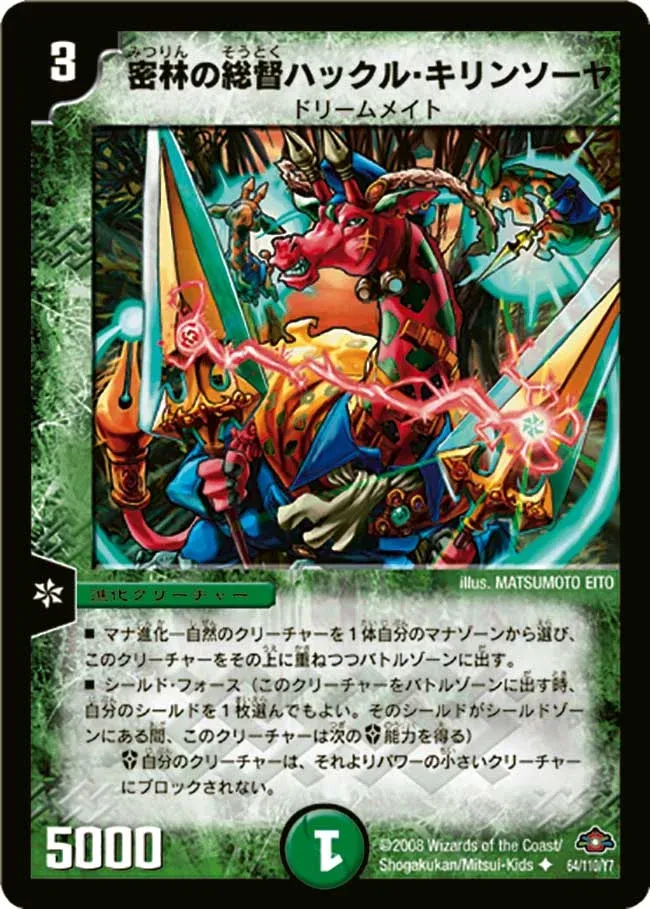 3
みつりん そうとく
密林の総督ハックル・キリンソーヤ
ドリームメイト
illus. MATSUMOTO EITO
進化クリーチャー
■ マナ進化―自然のクリーチャーを1体自分のマナゾーンから選び、
このクリーチャーをその上に重ねつつバトルゾーンに出す。
■ シールド・フォース（このクリーチャーをバトルゾーンに出す時、
自分のシールドを1枚選んでもよい。そのシールドがシールドゾ
ーンにある間、このクリーチャーは次の能力を得る）
自分のクリーチャーは、それよりパワーの小さいクリーチャー
にブロックされない。
5000
1
©2008 Wizards of the Coast/
Shogakukan/Mitsui-Kids ◆ 64/110/Y7